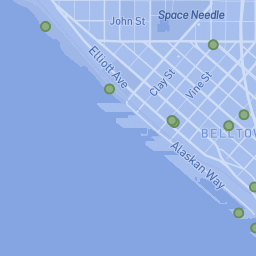 Space Needle
John St
Elliott Ave
Clay St
Vine St
BELLTOW
Alaskan Way